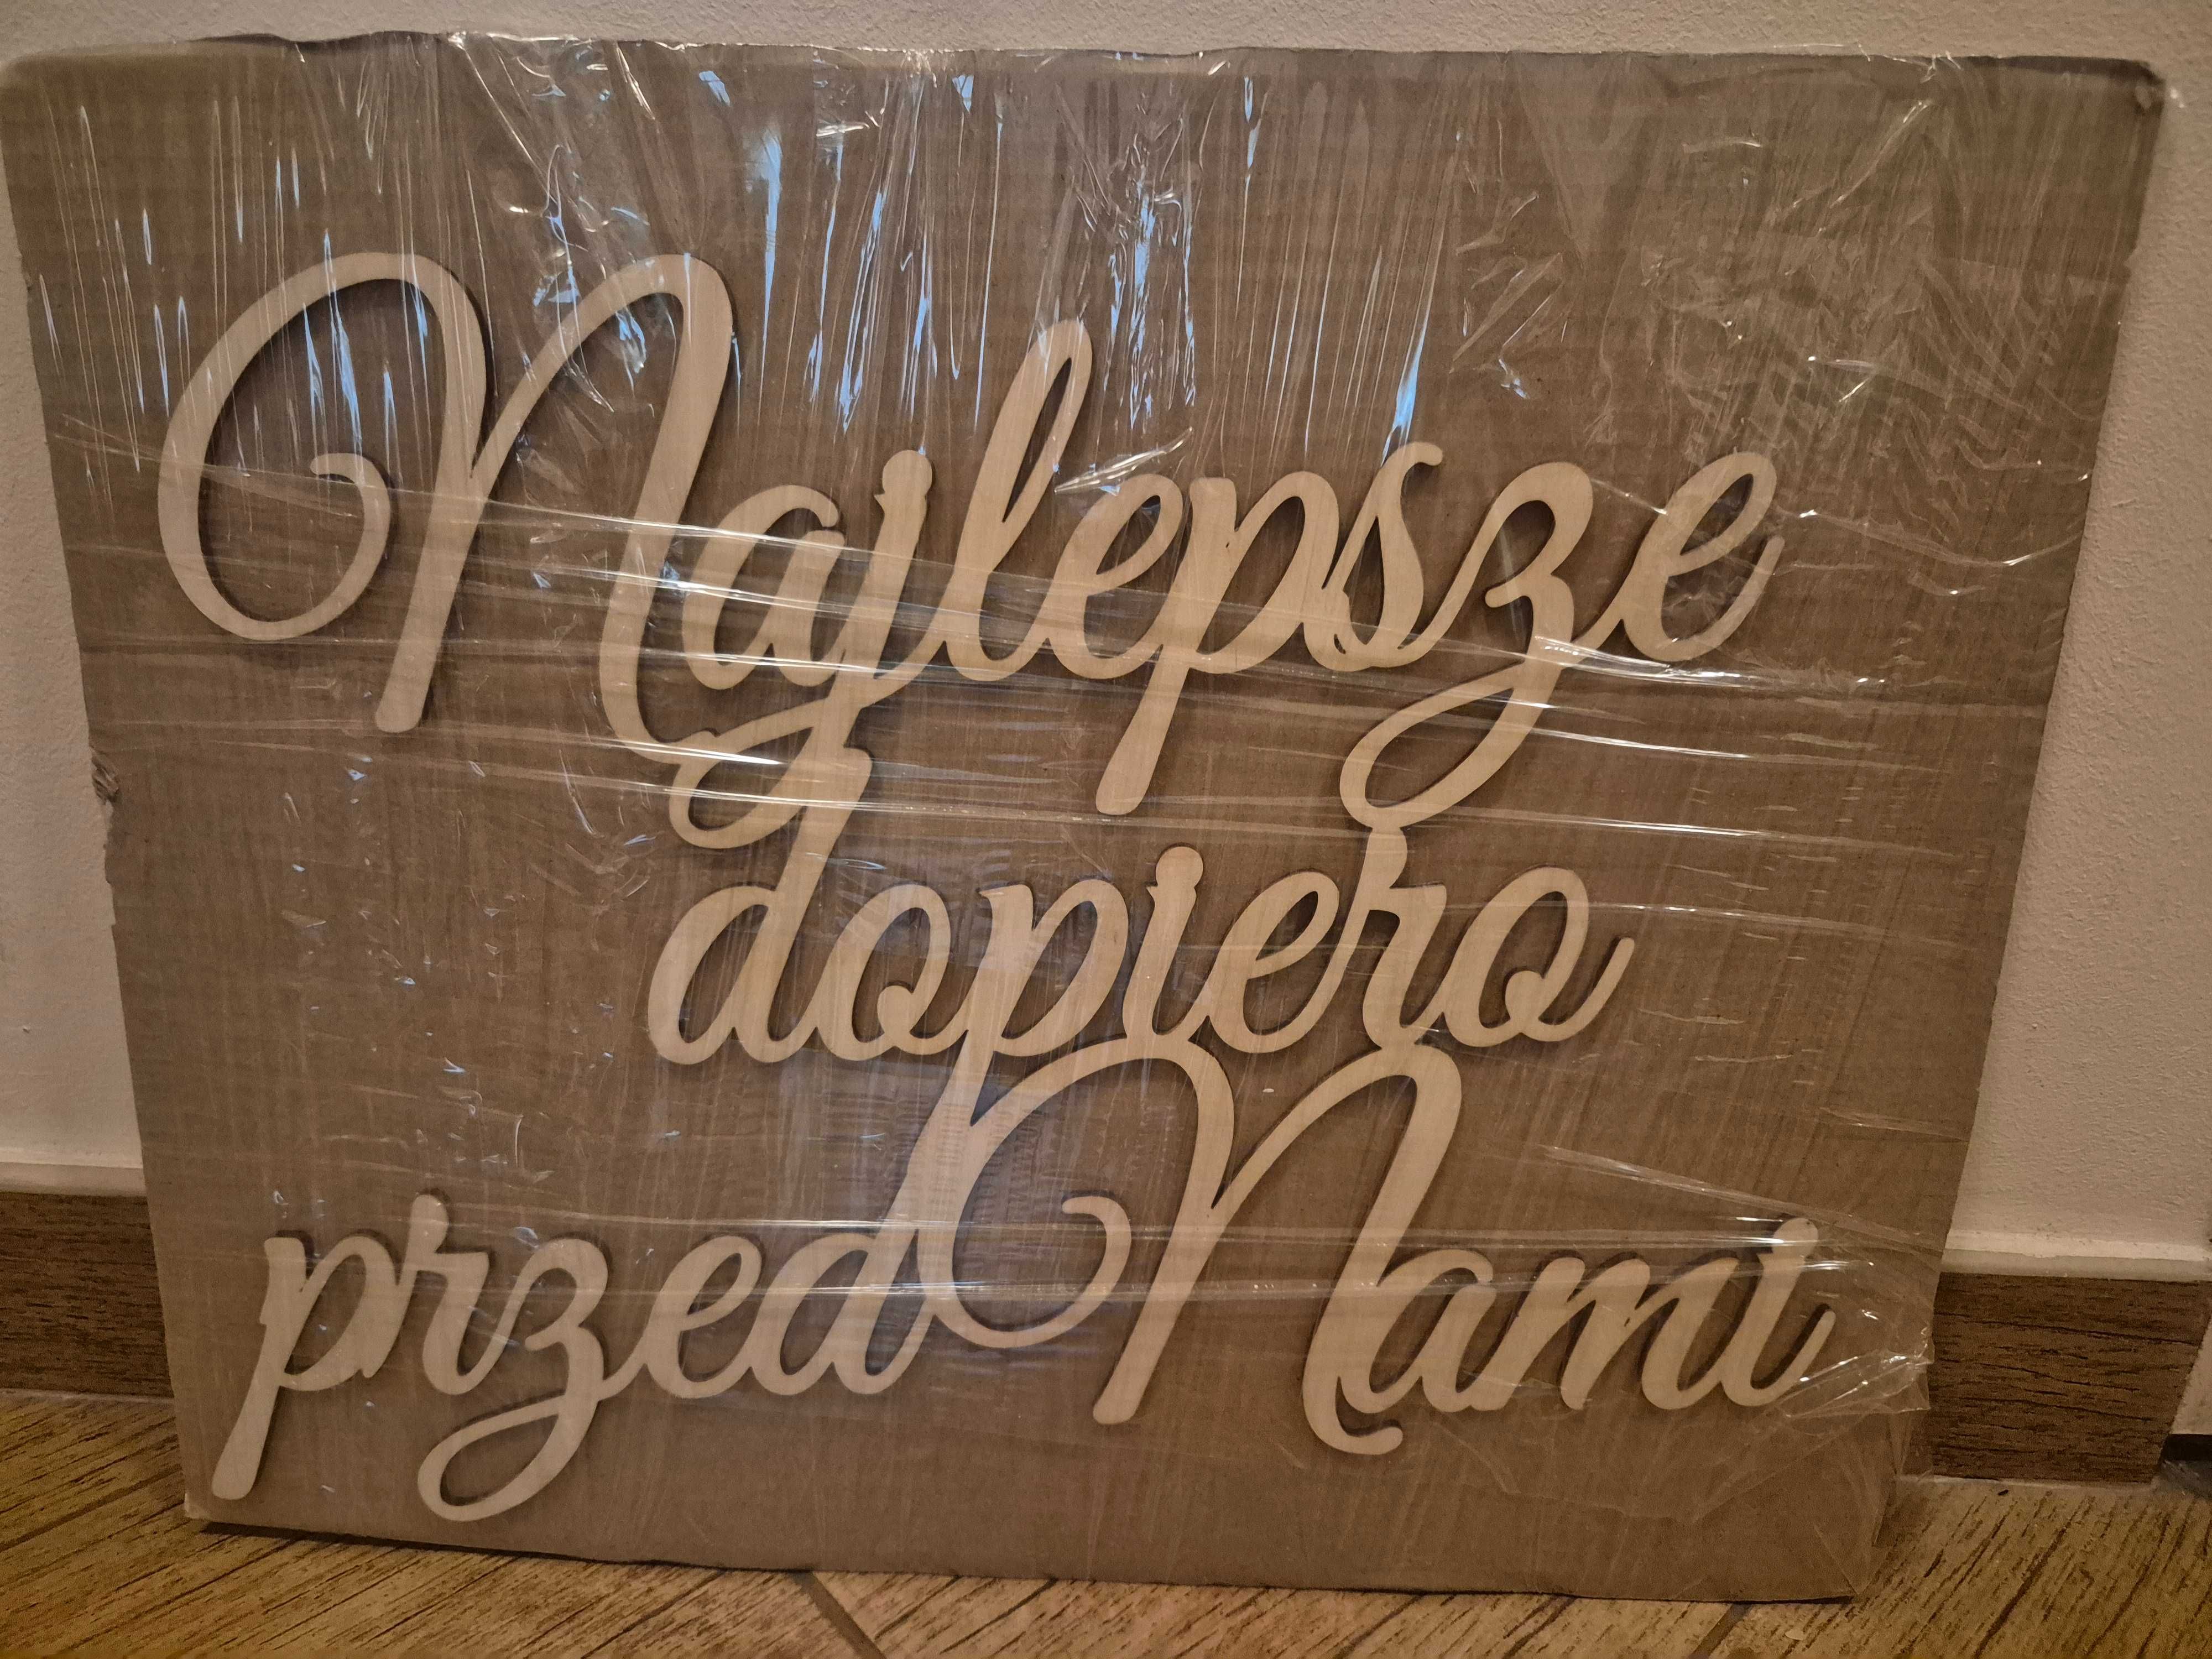 Najlepsze
dopiero
przed Nami